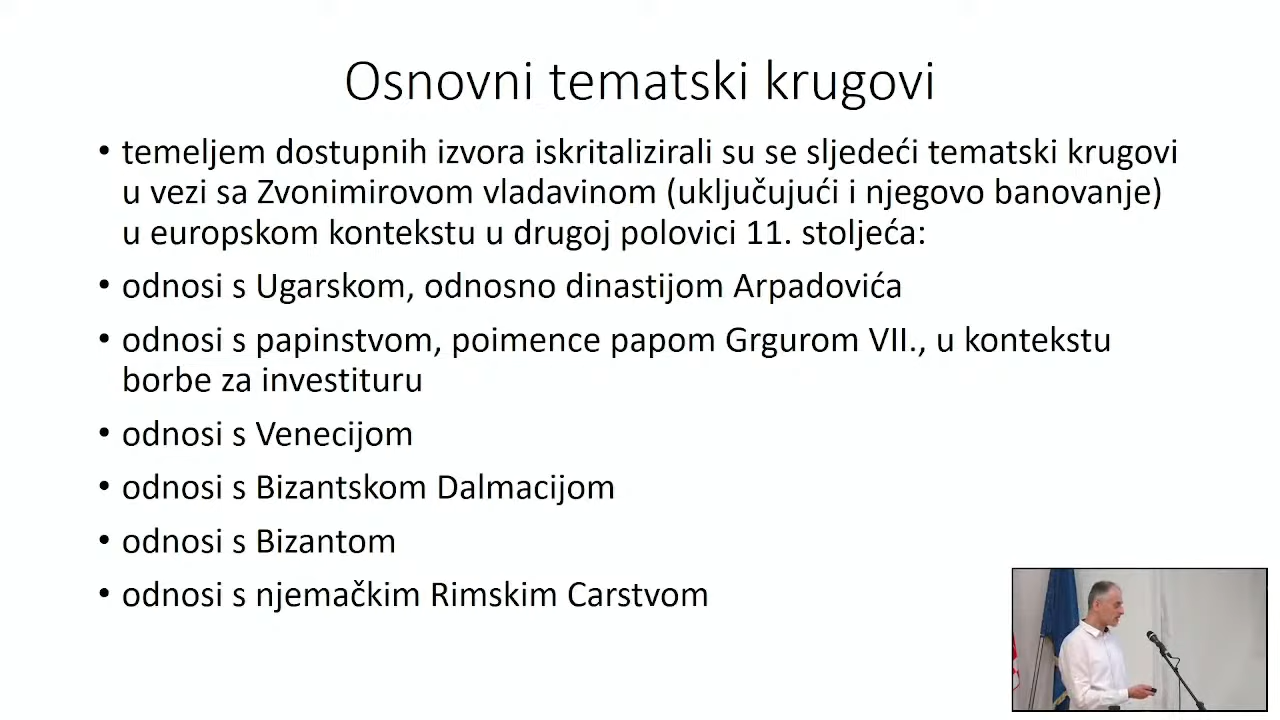 Osnovni tematski krugovi
• temeljem dostupnih izvora iskritalizirali su se sljedeći tematski krugovi
u vezi sa Zvonimirovom vladavinom (uključujući i njegovo banovanje)
u europskom kontekstu u drugoj polovici 11. stoljeća:
• odnosi s Ugarskom, odnosno dinastijom Arpadovića
• odnosi s papinstvom, poimence papom Grgurom VII., u kontekstu
borbe za investituru
• odnosi s Venecijom
• odnosi s Bizantskom Dalmacijom
• odnosi s Bizantom
• odnosi s njemačkim Rimskim Carstvom